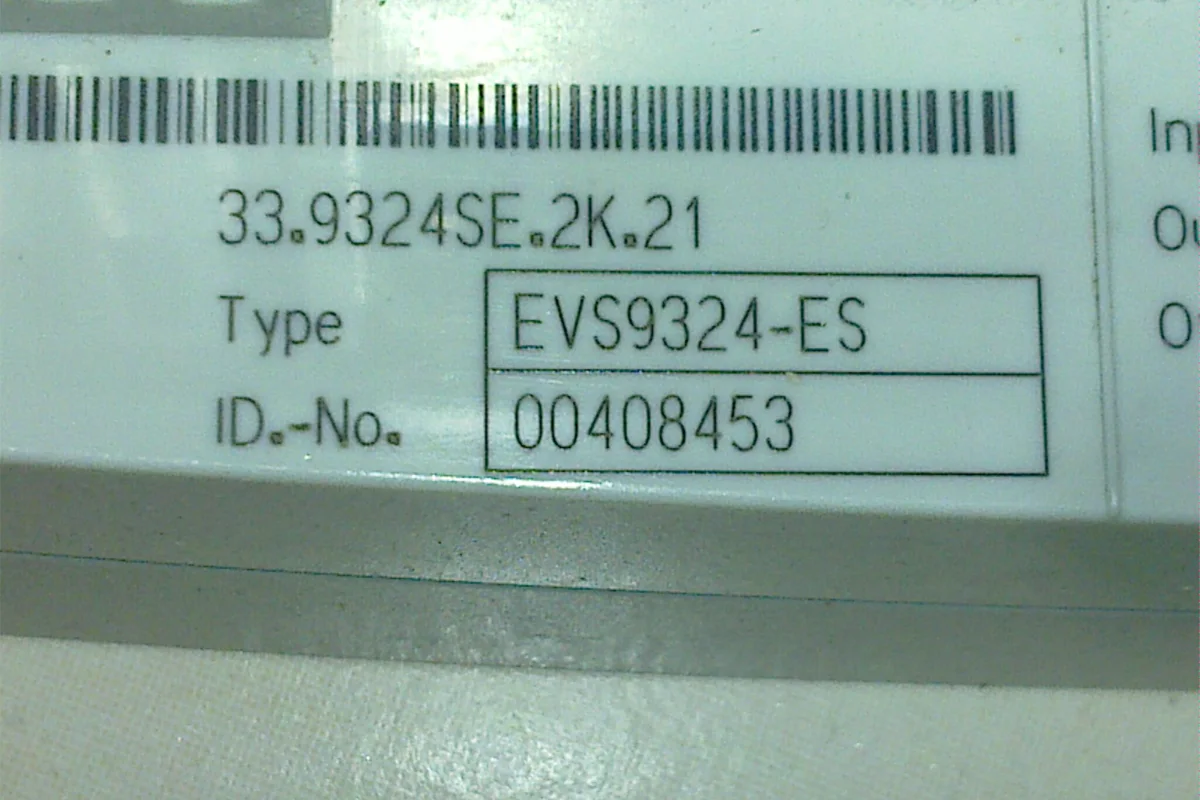 33.9324SE.2K.21
Type EVS9324-ES
ID.-No. 00408453